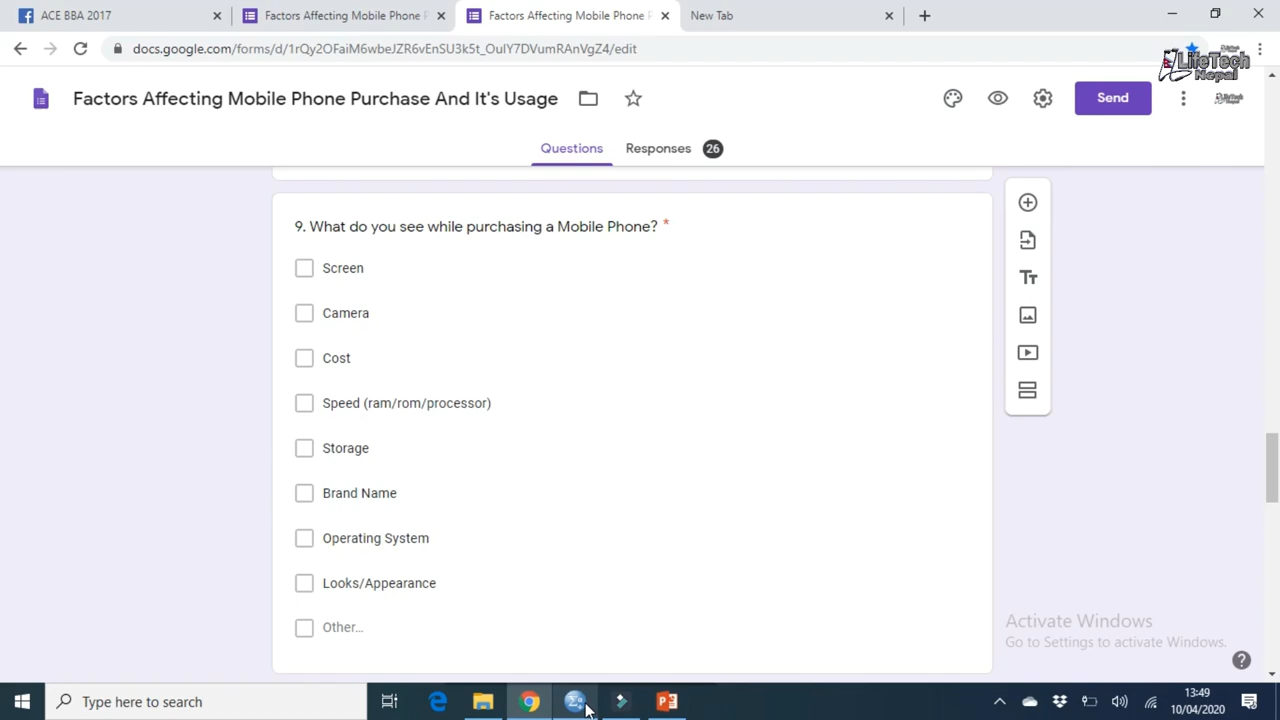 ACE BBA 2017
Factors Affecting Mobile Phone P
Factors Affecting Mobile Phone P
New Tab
docs.google.com/forms/d/1rQy2OFaiM6wbeJZR6vEnSU3k5t_OulY7DVumRAnVgZ4/edit
LifeTech
Nepal
Factors Affecting Mobile Phone Purchase And It's Usage
Send
Questions
Responses 26
9. What do you see while purchasing a Mobile Phone? *
Screen
Camera
Cost
Speed (ram/rom/processor)
Storage
Brand Name
Operating System
Looks/Appearance
Other...
Activate Windows
Go to Settings to activate Windows.
Type here to search
13:49
10/04/2020